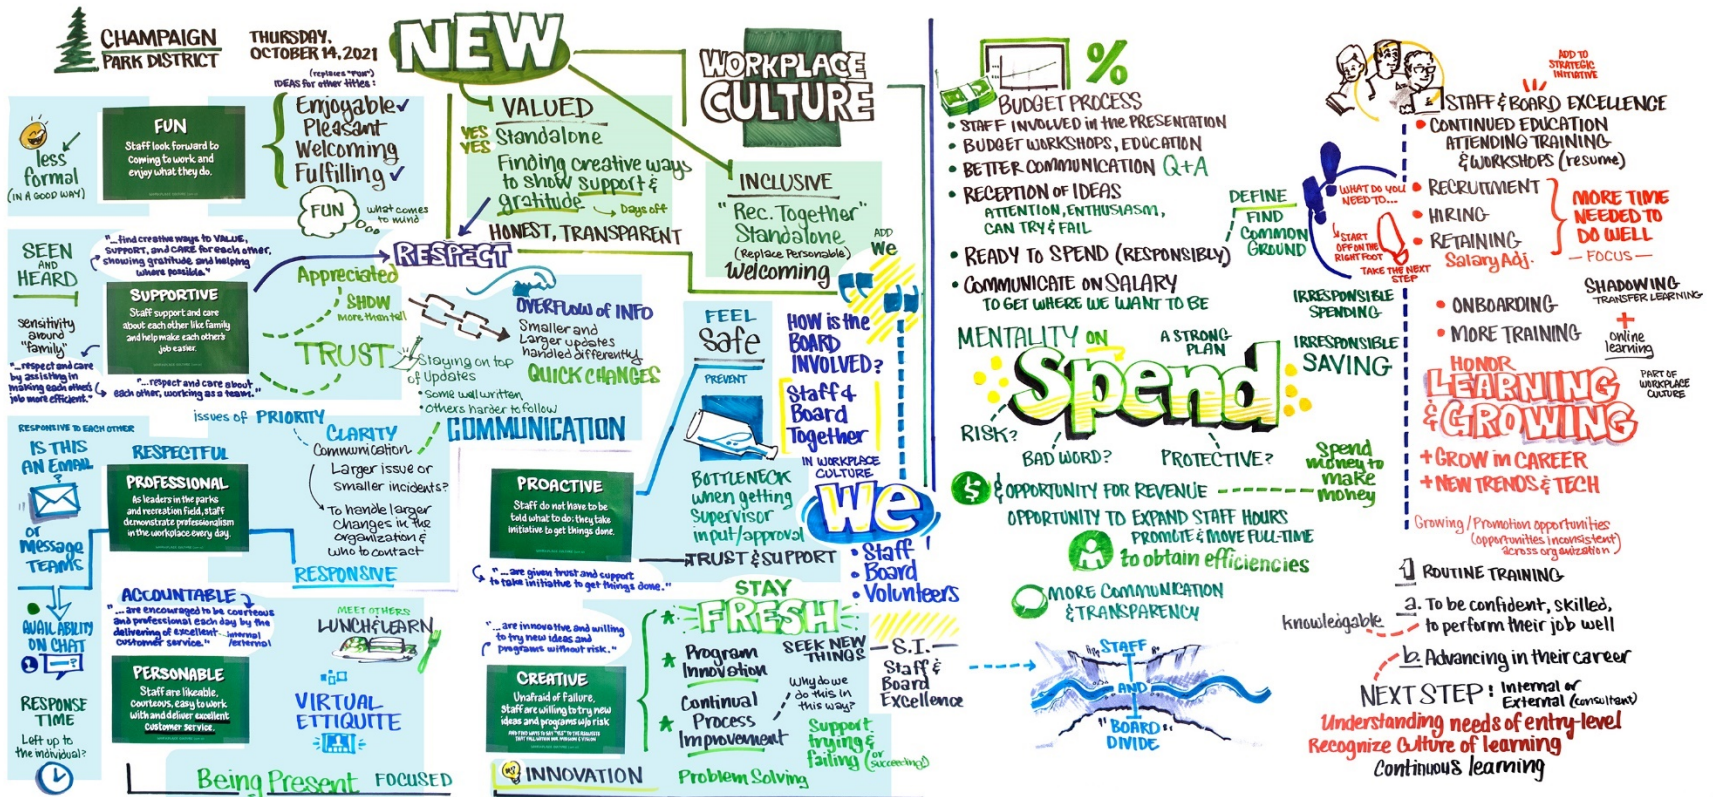 CHAMPAIGN
PARK DISTRICT
THURSDAY,
OCTOBER 14, 2021
NEW
WORKPLACE
CULTURE
(replaces "FUN")
IDEAS for other titles:
Enjoyable
Pleasant
Welcoming
Fulfilling
less
formal
(IN A GOOD WAY)
FUN
Staff look forward to
coming to work and
enjoy what they do.
FUN
what comes
to mind
VALUED
YES
YES
Standalone
Finding creative ways
to show support &
gratitude
Days off
HONEST, TRANSPARENT
INCLUSIVE
"Rec. Together"
Standalone
(Replace Personable)
Welcoming
SEEN
AND
HEARD
"...find creative ways to VALUE,
SUPPORT, and CARE for each other,
showing gratitude and helping
where possible."
SUPPORTIVE
Staff support and care
about each other like family
and help make each other's
job easier.
sensitivity
around
"family"
"...respect and care
by assisting in
making each other's
job more efficient."
"...respect and care about
each other, working as a team."
RESPECT
Appreciated
SHOW
more than tell
TRUST
OVERFLOW of INFO
Smaller and
Larger updates
handled differently
QUICK CHANGES
Staying on top
of Updates
• some well written
• others harder to follow
COMMUNICATION
issues of PRIORITY
CLARITY
Communication
Larger issue or
smaller incidents?
To handle larger
changes in the
organization &
who to contact
RESPONSIVE
RESPONSIVE TO EACH OTHER
IS THIS
AN EMAIL
or
Message
TEAMS
AVAILABILITY
ON CHAT
RESPONSE
TIME
Left up to
the individual?
RESPECTFUL
PROFESSIONAL
As leaders in the parks
and recreation field, staff
demonstrate professionalism
in the workplace every day.
ACCOUNTABLE
"...are encouraged to be courteous
and professional each day by the
delivering of excellent internal
customer service." /external
PERSONABLE
Staff are likeable,
courteous, easy to work
with and deliver excellent
customer service.
MEET OTHERS
LUNCH & LEARN
VIRTUAL
ETTIQUITE
Being Present FOCUSED
FEEL
Safe
PREVENT
BOTTLENECK
when getting
Supervisor
input/approval
TRUST & SUPPORT
PROACTIVE
Staff do not have to be
told what to do; they take
initiative to get things done.
"...are given trust and support
to take initiative to get things done."
"...are innovative and willing
to try new ideas and
programs without risk."
CREATIVE
Unafraid of failure,
Staff are willing to try new
ideas and programs w/o risk
INNOVATION
STAY
FRESH
Program
Innovation
Continual
Process
Improvement
Problem Solving
SEEK NEW
THINGS
Why do we
do this in
this way?
Support
trying &
failing (or
succeeding!)
ADD
We
HOW is the
BOARD
INVOLVED?
Staff &
Board
Together
IN WORKPLACE
CULTURE
We
• Staff
• Board
• Volunteers
S.I.
Staff &
Board
Excellence
%
BUDGET PROCESS
• STAFF INVOLVED in the PRESENTATION
• BUDGET WORKSHOPS, EDUCATION
• BETTER COMMUNICATION Q+A
• RECEPTION OF IDEAS
ATTENTION, ENTHUSIASM,
CAN TRY & FAIL
• READY TO SPEND (RESPONSIBLY)
• COMMUNICATE ON SALARY
TO GET WHERE WE WANT TO BE
DEFINE
FIND
COMMON
GROUND
MENTALITY ON
Spend
A STRONG
PLAN
IRRESPONSIBLE
SPENDING
IRRESPONSIBLE
SAVING
RISK?
BAD WORD?
PROTECTIVE?
$
& OPPORTUNITY FOR REVENUE
Spend
money to
make
money
OPPORTUNITY TO EXPAND STAFF HOURS
PROMOTE & MOVE FULL-TIME
to obtain efficiencies
MORE COMMUNICATION
& TRANSPARENCY
STAFF
AND
"BOARD"
DIVIDE
ADD TO
STRATEGIC
INITIATIVE
STAFF & BOARD EXCELLENCE
• CONTINUED EDUCATION
ATTENDING TRAINING
& WORKSHOPS (resume)
WHAT DO YOU
NEED TO...
START
OFF ON THE
RIGHT FOOT
TAKE THE NEXT
STEP
• RECRUITMENT
• HIRING
• RETAINING
Salary Adj.
MORE TIME
NEEDED TO
DO WELL
— FOCUS —
• ONBOARDING
• MORE TRAINING
SHADOWING
TRANSFER LEARNING
+
online
learning
PART OF
WORKPLACE
CULTURE
HONOR
LEARNING
& GROWING
+ GROW in CAREER
+ NEW TRENDS & TECH
Growing/Promotion opportunities
(opportunities inconsistent)
across organization
ROUTINE TRAINING
knowledgable
a. To be confident, skilled,
to perform their job well
b. Advancing in their career
NEXT STEP: Internal or
External (consultant)
Understanding needs of entry-level
Recognize Culture of learning
Continuous learning